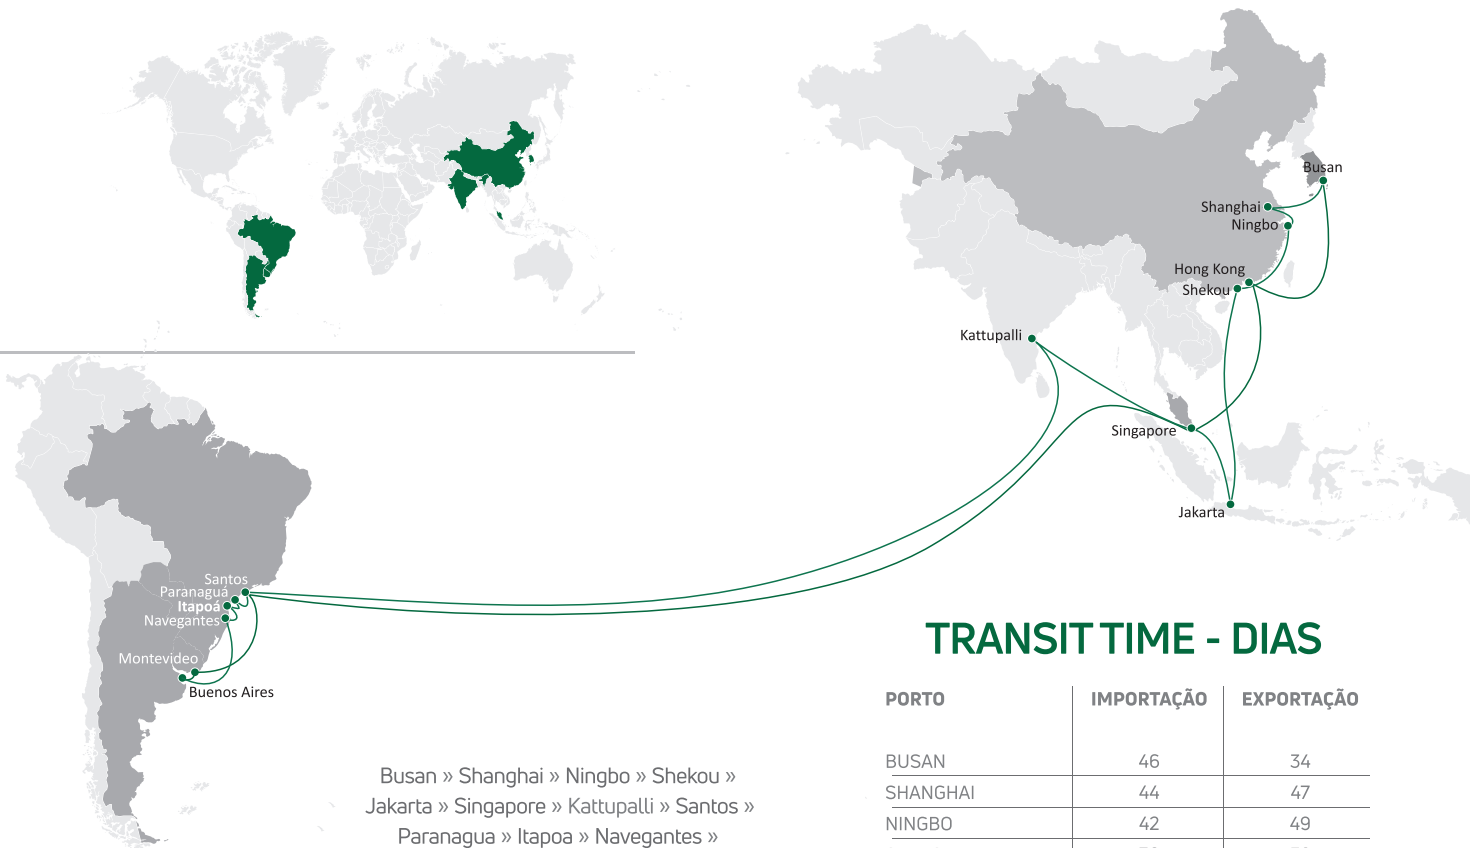 Busan
Shanghai
Ningbo
Hong Kong
Shekou
Kattupalli
Singapore
Jakarta
Santos
Paranaguá
Itapoá
Navegantes
Montevideo
Buenos Aires
TRANSIT TIME - DIAS
PORTO IMPORTAÇÃO EXPORTAÇÃO
BUSAN 46 34
SHANGHAI 44 47
NINGBO 42 49
Busan » Shanghai » Ningbo » Shekou »
Jakarta » Singapore » Kattupalli » Santos »
Paranagua » Itapoa » Navegantes »